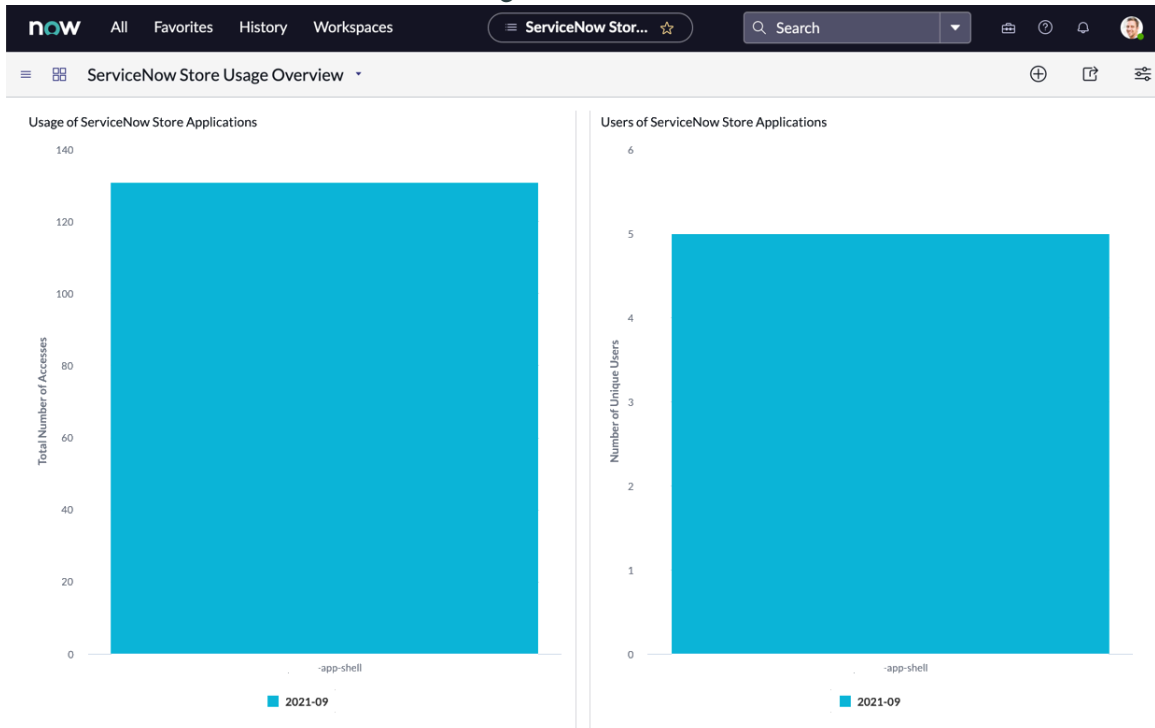 now All Favorites History Workspaces ServiceNow Stor... Search
ServiceNow Store Usage Overview
Usage of ServiceNow Store Applications
140
120
100
80
60
40
20
0
Total Number of Accesses
-app-shell
2021-09
Users of ServiceNow Store Applications
6
5
4
3
2
1
0
Number of Unique Users
-app-shell
2021-09